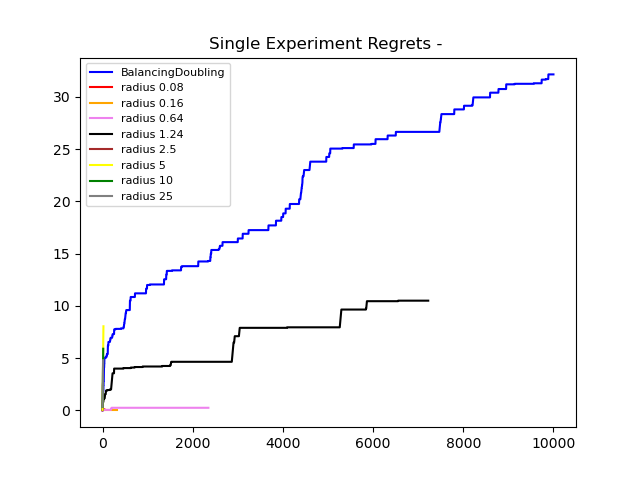 Single Experiment Regrets -
BalancingDoubling
radius 0.08
radius 0.16
radius 0.64
radius 1.24
radius 2.5
radius 5
radius 10
radius 25
30
25
20
15
10
5
0
0 2000 4000 6000 8000 10000